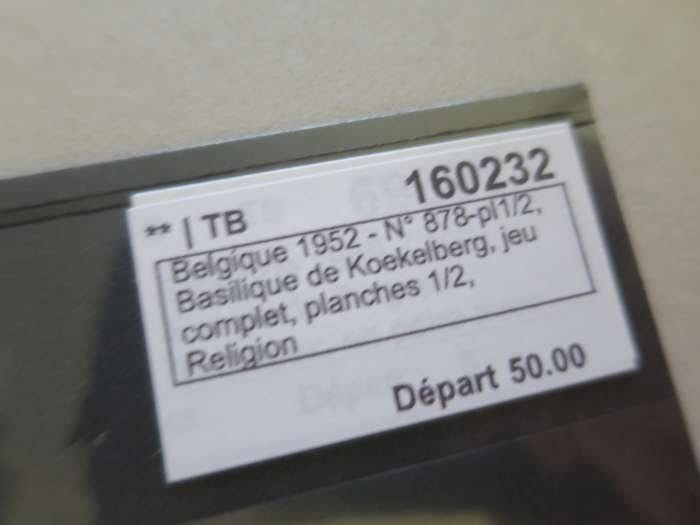 160232
** | TB
Belgique 1952 - N° 878-pl1/2,
Basilique de Koekelberg, jeu
complet, planches 1/2,
Religion
Départ 50.00